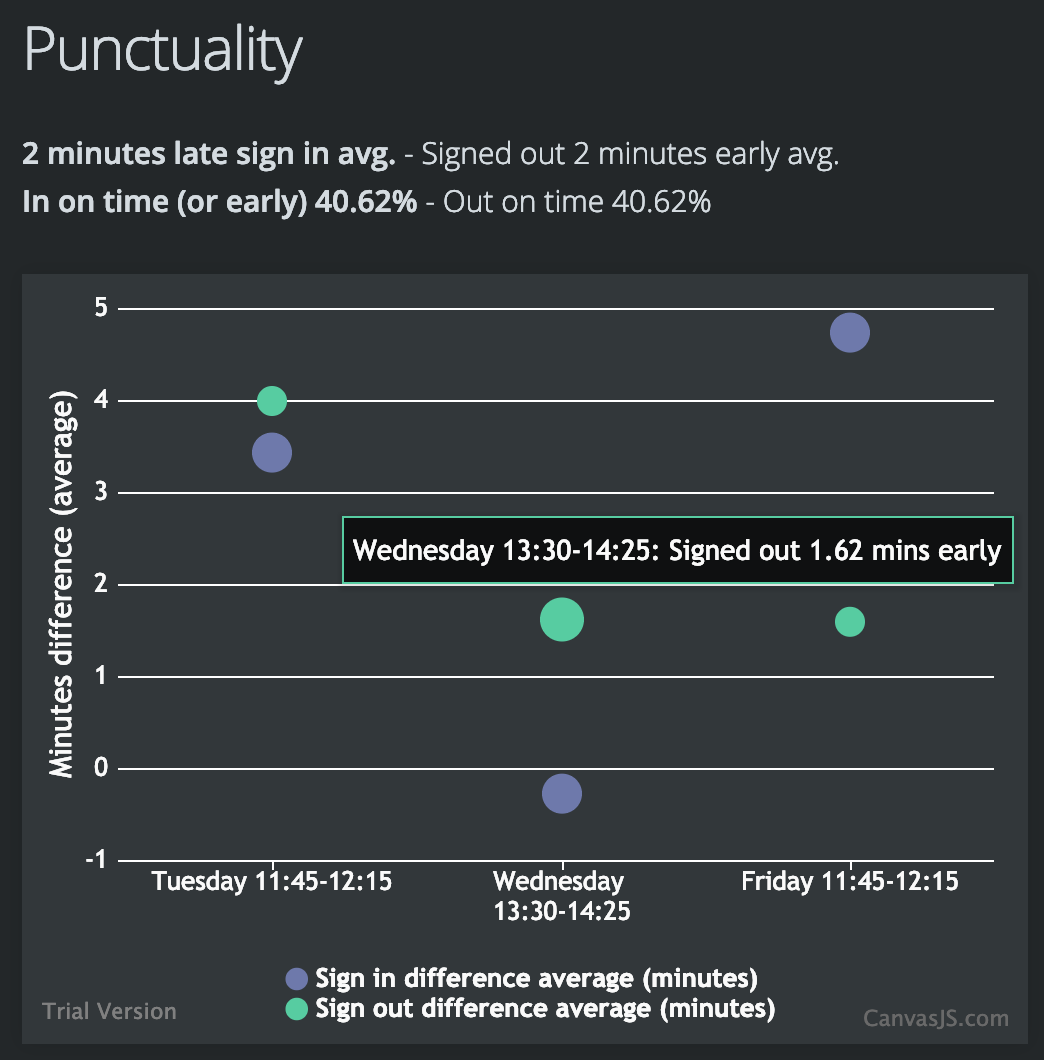 Punctuality
2 minutes late sign in avg. - Signed out 2 minutes early avg.
In on time (or early) 40.62% - Out on time 40.62%
5
4
3
2
1
0
-1
Minutes difference (average)
Wednesday 13:30-14:25: Signed out 1.62 mins early
Tuesday 11:45-12:15
Wednesday
13:30-14:25
Friday 11:45-12:15
Sign in difference average (minutes)
Sign out difference average (minutes)
Trial Version
CanvasJS.com